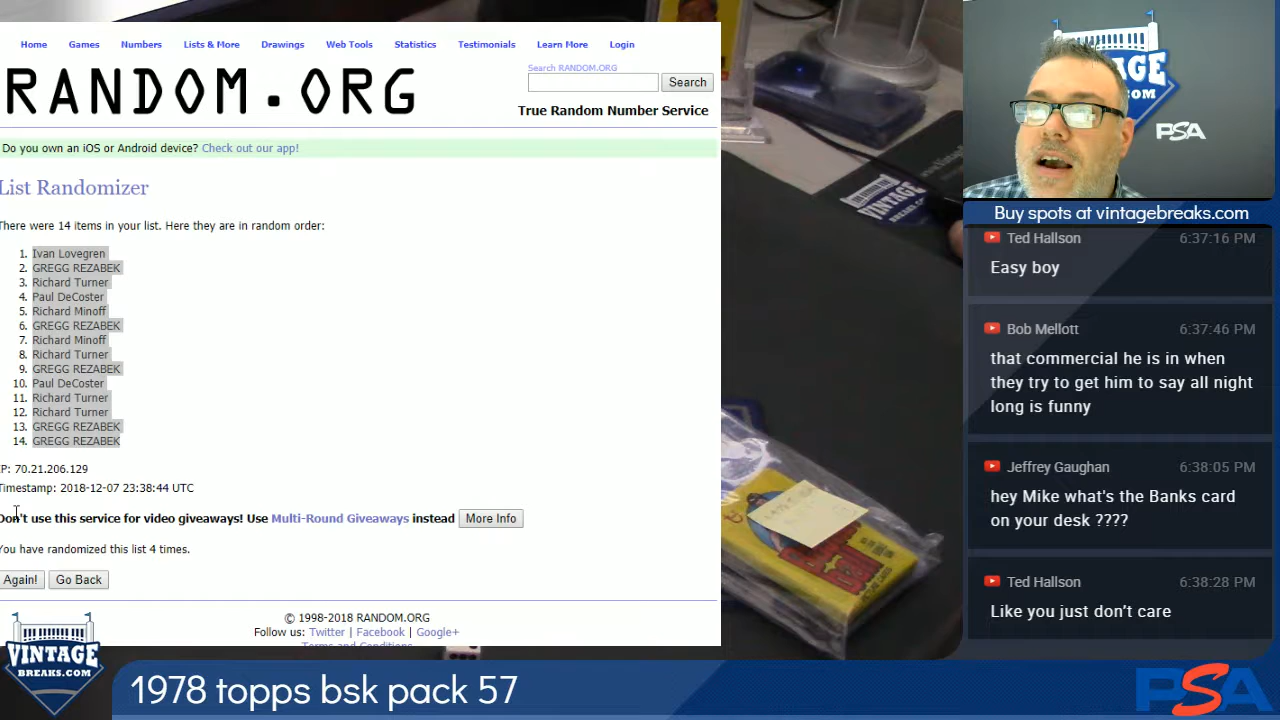 Home Games Numbers Lists & More Drawings Web Tools Statistics Testimonials Learn More Login
RANDOM.ORG
Search RANDOM.ORG
Search
True Random Number Service
Do you own an iOS or Android device? Check out our app!
List Randomizer
There were 14 items in your list. Here they are in random order:
1. Ivan Lovegren
2. GREGG REZABEK
3. Richard Turner
4. Paul DeCoster
5. Richard Minoff
6. GREGG REZABEK
7. Richard Minoff
8. Richard Turner
9. GREGG REZABEK
10. Paul DeCoster
11. Richard Turner
12. Richard Turner
13. GREGG REZABEK
14. GREGG REZABEK
IP: 70.21.206.129
Timestamp: 2018-12-07 23:38:44 UTC
Don't use this service for video giveaways! Use Multi-Round Giveaways instead More Info
You have randomized this list 4 times.
Again! Go Back
© 1998-2018 RANDOM.ORG
Follow us: Twitter | Facebook | Google+
Terms and Conditions
VINTAGE
BREAKS.COM
1978 topps bsk pack 57
PSA
VINTAGE
BREAKS
AGE
.COM
PSA
Buy spots at vintagebreaks.com
Ted Hallson 6:37:16 PM
Easy boy
Bob Mellott 6:37:46 PM
that commercial he is in when
they try to get him to say all night
long is funny
Jeffrey Gaughan 6:38:05 PM
hey Mike what's the Banks card
on your desk ????
Ted Hallson 6:38:28 PM
Like you just don't care